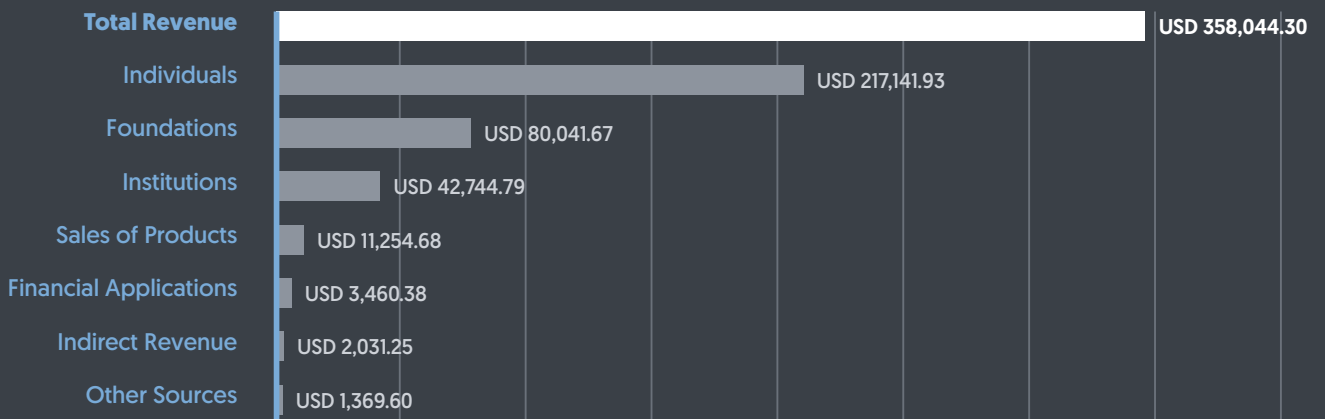 Total Revenue USD 358,044.30
Individuals USD 217,141.93
Foundations USD 80,041.67
Institutions USD 42,744.79
Sales of Products USD 11,254.68
Financial Applications USD 3,460.38
Indirect Revenue USD 2,031.25
Other Sources USD 1,369.60